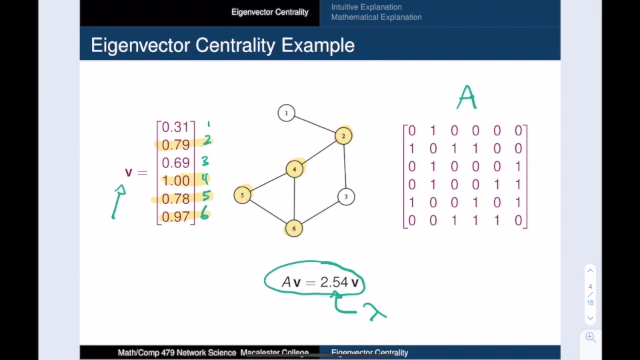 Eigenvector Centrality
Intuitive Explanation
Mathematical Explanation
Eigenvector Centrality Example
A
v =
0.31 1
0.79 2
0.69 3
1.00 4
0.78 5
0.97 6
1
2
4
5
3
6
0 1 0 0 0 0
1 0 1 1 0 0
0 1 0 0 0 1
0 1 0 0 1 1
1 0 0 1 0 1
0 0 1 1 1 0
Av = 2.54 v
λ
4
of
15
Math/Comp 479 Network Science Macalester College
Eigenvector Centrality